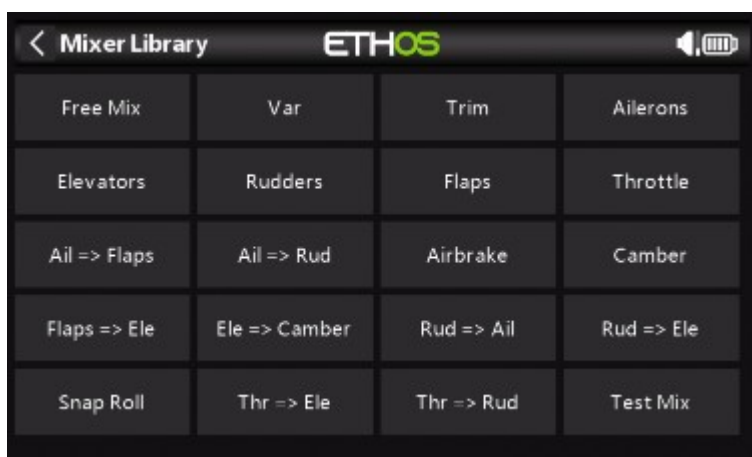 Mixer Library ETHOS
Free Mix Var Trim Ailerons
Elevators Rudders Flaps Throttle
Ail => Flaps Ail => Rud Airbrake Camber
Flaps => Ele Ele => Camber Rud => Ail Rud => Ele
Snap Roll Thr => Ele Thr => Rud Test Mix